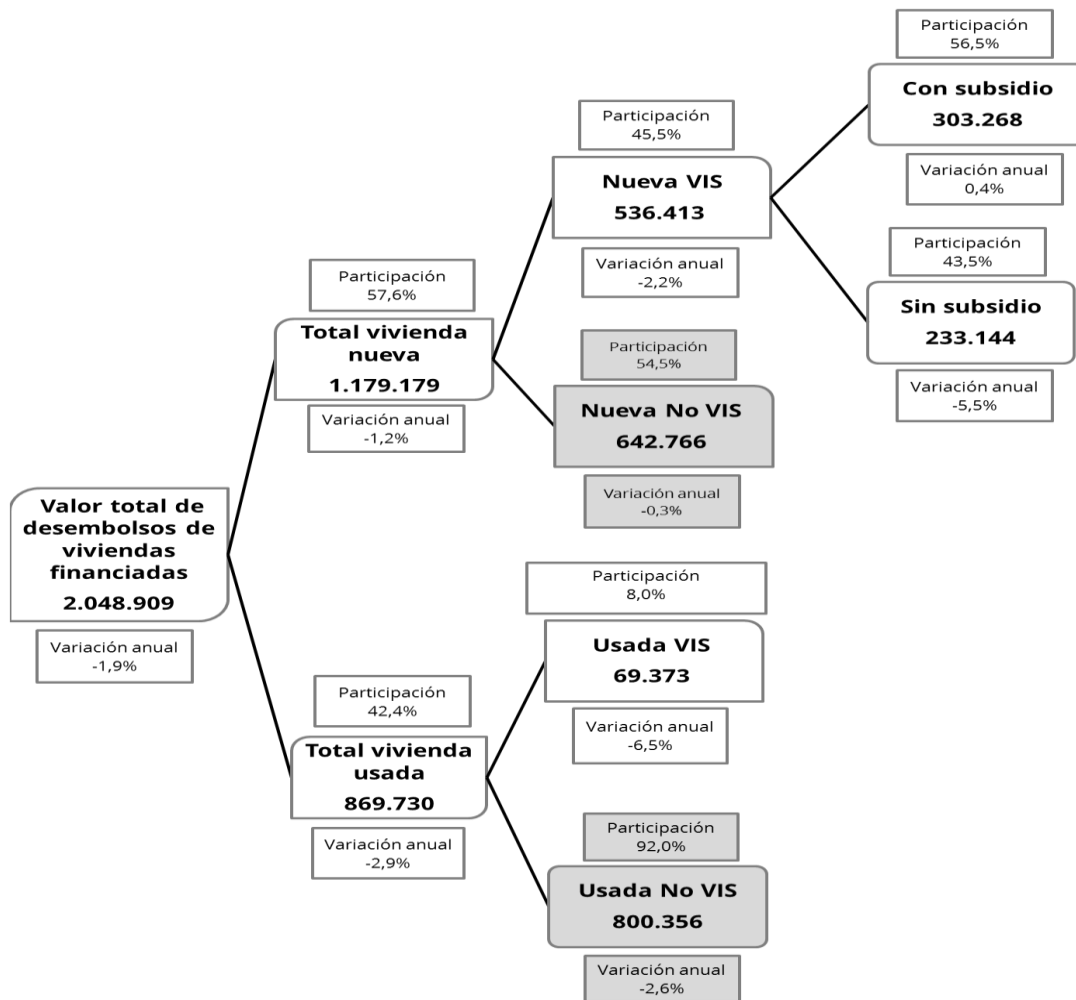 Participación
56,5%
Con subsidio
303.268
Variación anual
0,4%
Participación
45,5%
Nueva VIS
536.413
Variación anual
-2,2%
Participación
43,5%
Sin subsidio
233.144
Variación anual
-5,5%
Participación
57,6%
Total vivienda
nueva
1.179.179
Variación anual
-1,2%
Participación
54,5%
Nueva No VIS
642.766
Variación anual
-0,3%
Valor total de
desembolsos de
viviendas
financiadas
2.048.909
Variación anual
-1,9%
Participación
8,0%
Usada VIS
69.373
Variación anual
-6,5%
Participación
42,4%
Total vivienda
usada
869.730
Variación anual
-2,9%
Participación
92,0%
Usada No VIS
800.356
Variación anual
-2,6%